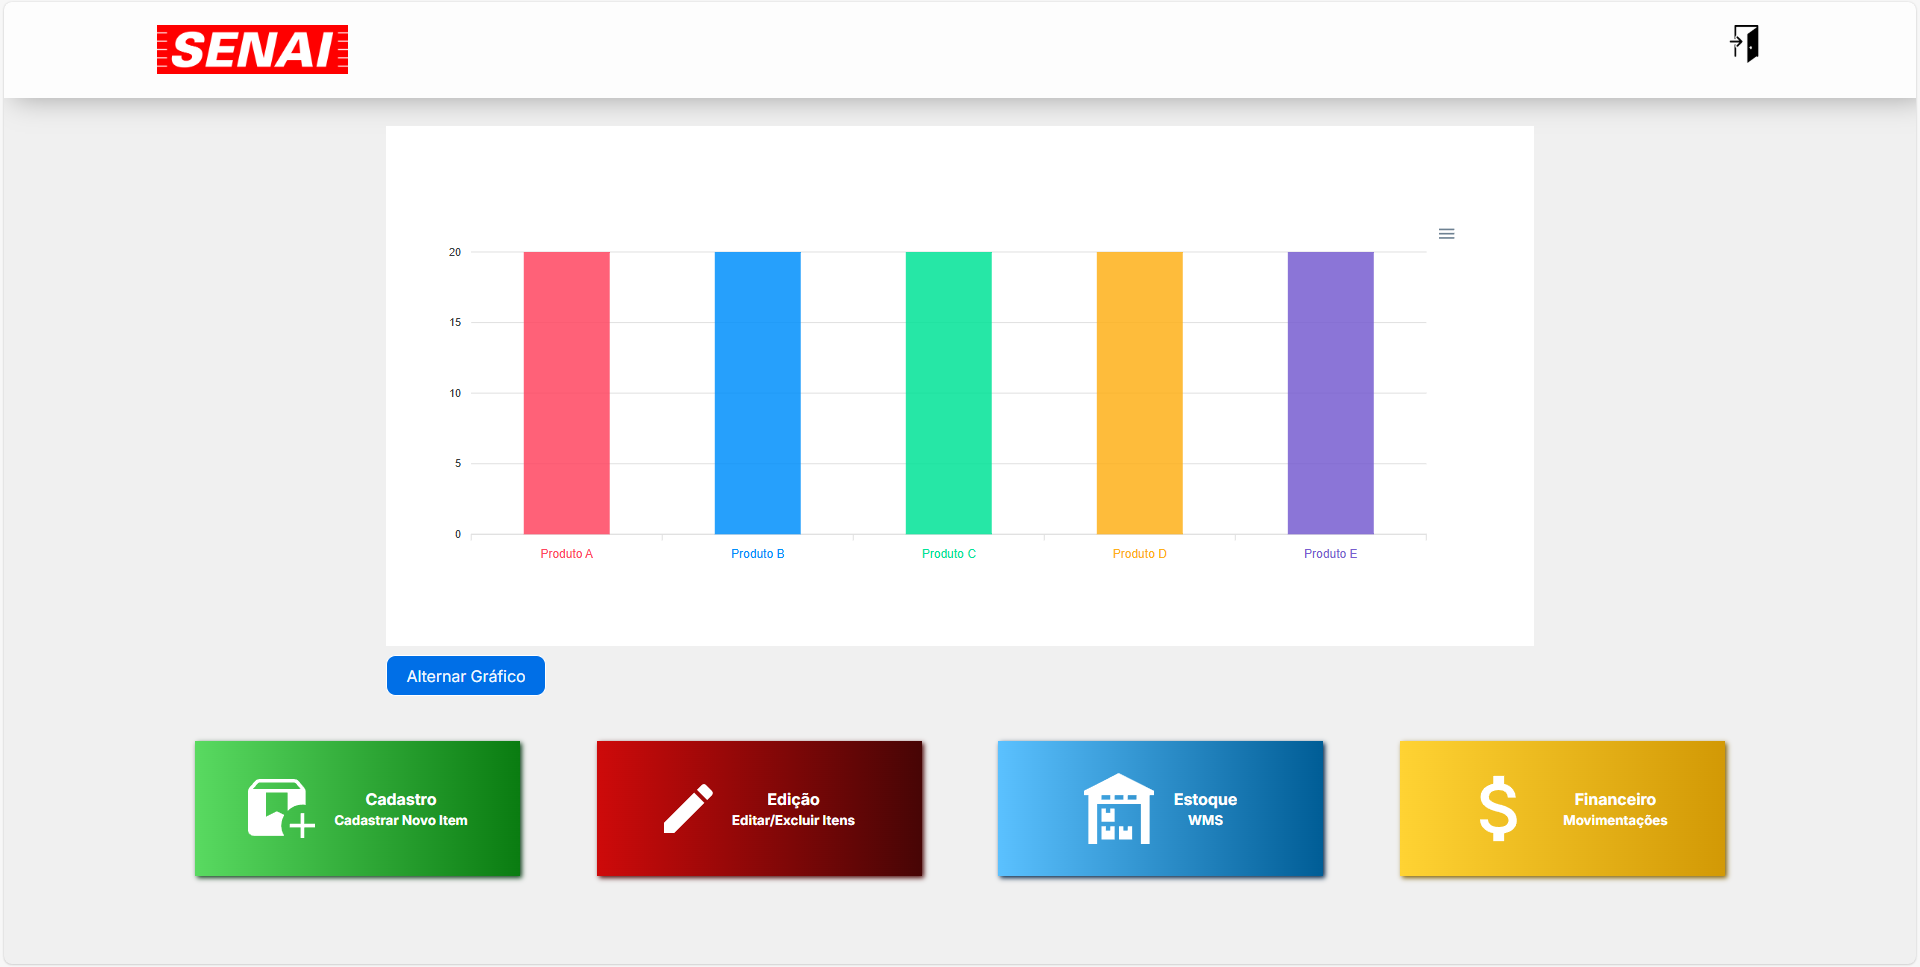 SENAI
20
15
10
5
0
Produto A
Produto B
Produto C
Produto D
Produto E
Alternar Gráfico
Cadastro
Cadastrar Novo Item
Edição
Editar/Excluir Itens
Estoque
WMS
Financeiro
Movimentações